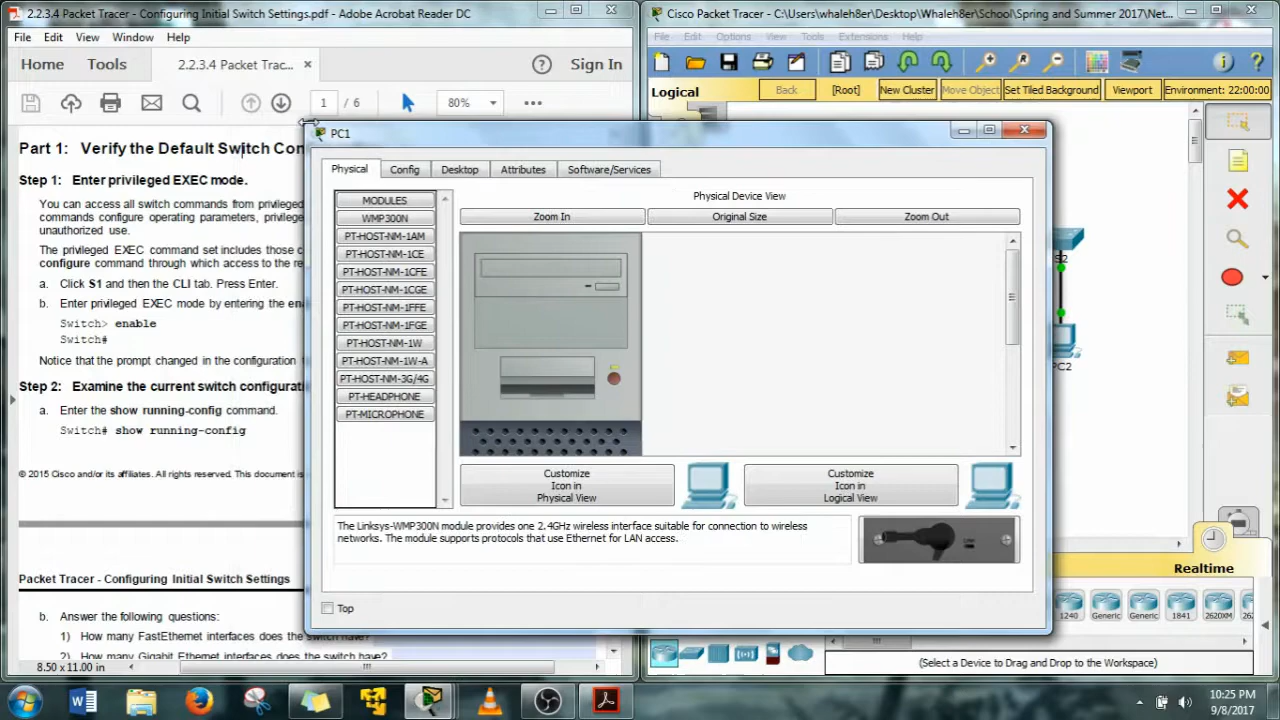 2.2.3.4 Packet Tracer - Configuring Initial Switch Settings.pdf - Adobe Acrobat Reader DC
File Edit View Window Help
Home Tools 2.2.3.4 Packet Trac... × Sign In
1 / 6 80%
Part 1: Verify the Default Switch Con
Step 1: Enter privileged EXEC mode.
You can access all switch commands from privileged
commands configure operating parameters, privilege
unauthorized use.
The privileged EXEC command set includes those c
configure command through which access to the re
a. Click S1 and then the CLI tab. Press Enter.
b. Enter privileged EXEC mode by entering the ena
Switch> enable
Switch#
Notice that the prompt changed in the configuration
Step 2: Examine the current switch configurati
a. Enter the show running-config command.
Switch# show running-config
© 2015 Cisco and/or its affiliates. All rights reserved. This document is
Packet Tracer - Configuring Initial Switch Settings
b. Answer the following questions:
1) How many FastEthernet interfaces does the switch have?
2) How many Gigabit Ethernet interfaces does the switch have?
8.50 x 11.00 in
Cisco Packet Tracer - C:\Users\whaleh8er\Desktop\Whaleh8er\School\Spring and Summer 2017\Net...
File Edit Options View Tools Extensions Help
Logical Back [Root] New Cluster Move Object Set Tiled Background Viewport Environment: 22:00:00
PC1
Physical Config Desktop Attributes Software/Services
MODULES
WMP300N
PT-HOST-NM-1AM
PT-HOST-NM-1CE
PT-HOST-NM-1CFE
PT-HOST-NM-1CGE
PT-HOST-NM-1FFE
PT-HOST-NM-1FGE
PT-HOST-NM-1W
PT-HOST-NM-1W-A
PT-HOST-NM-3G/4G
PT-HEADPHONE
PT-MICROPHONE
Physical Device View
Zoom In Original Size Zoom Out
Customize
Icon in
Physical View
Customize
Icon in
Logical View
The Linksys-WMP300N module provides one 2.4GHz wireless interface suitable for connection to wireless
networks. The module supports protocols that use Ethernet for LAN access.
Top
S2
PC2
Realtime
1240 Generic Generic 1841 2620XM 26
(Select a Device to Drag and Drop to the Workspace)
10:25 PM
9/8/2017